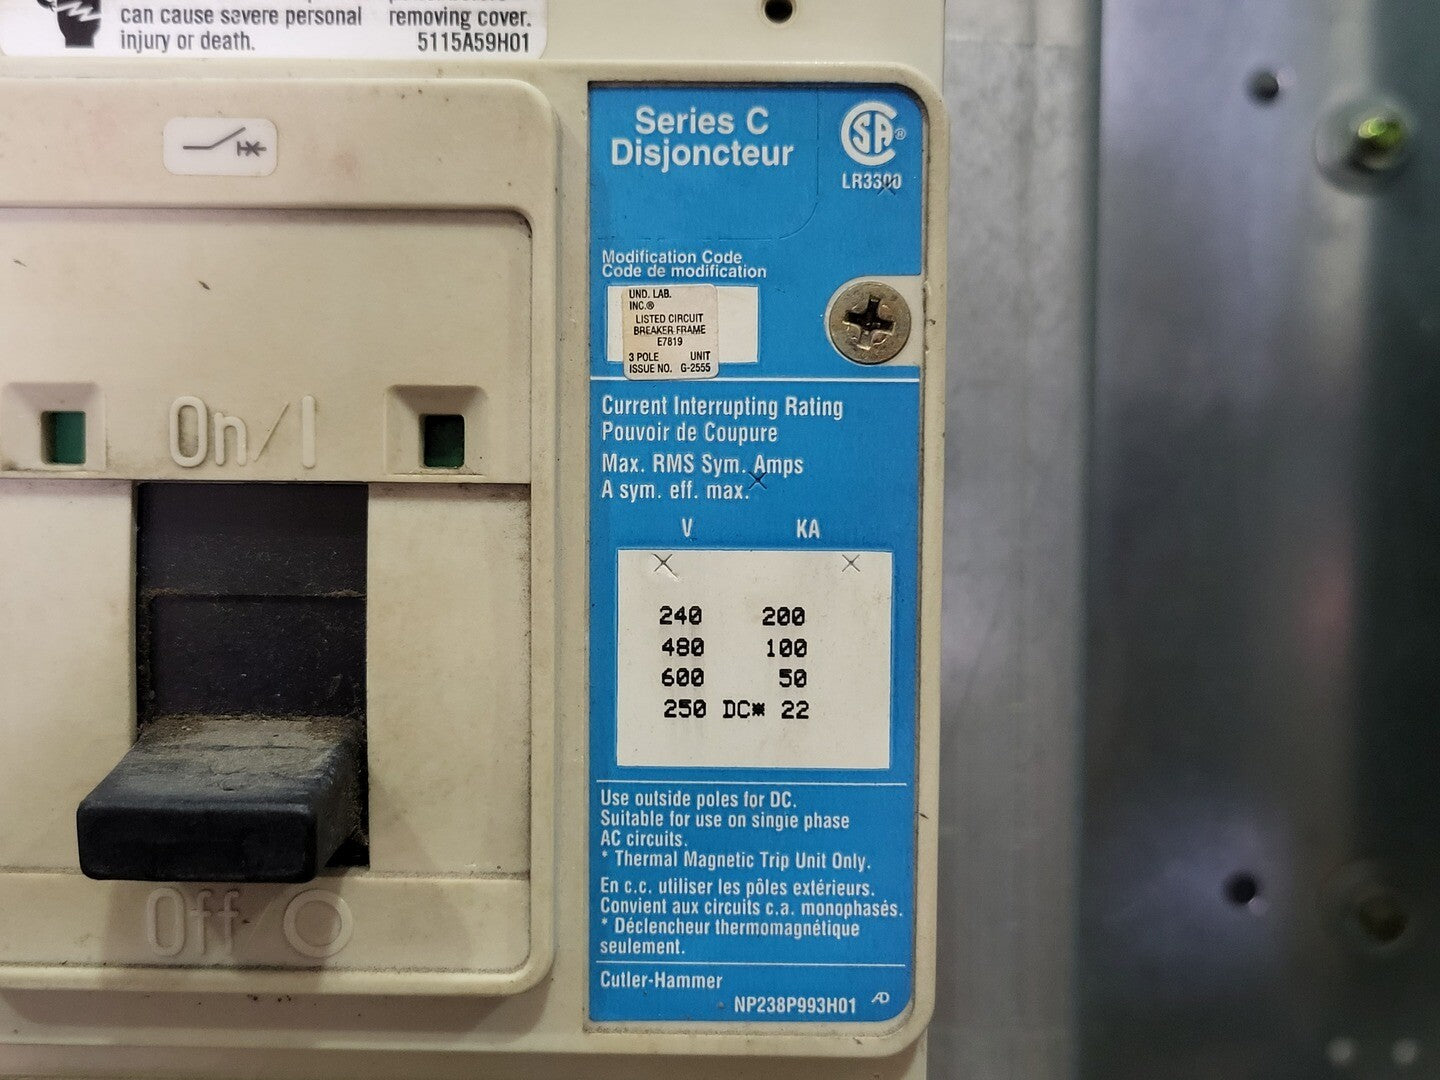 can cause severe personal
injury or death.
removing cover.
5115A59H01
Series C
Disjoncteur
SA®
LR3300
Modification Code
Code de modification
UND. LAB.
INC.®
LISTED CIRCUIT
BREAKER FRAME
E7819
3 POLE UNIT
ISSUE NO. G-2555
On/I
Off/O
Current Interrupting Rating
Pouvoir de Coupure
Max. RMS Sym. Amps
A sym. eff. max.
V KA
240 200
480 100
600 50
250 DC* 22
Use outside poles for DC.
Suitable for use on single phase
AC circuits.
* Thermal Magnetic Trip Unit Only.
En c.c. utiliser les pôles extérieurs.
Convient aux circuits c.a. monophasés.
* Déclencheur thermomagnétique
seulement.
Cutler-Hammer
NP238P993H01